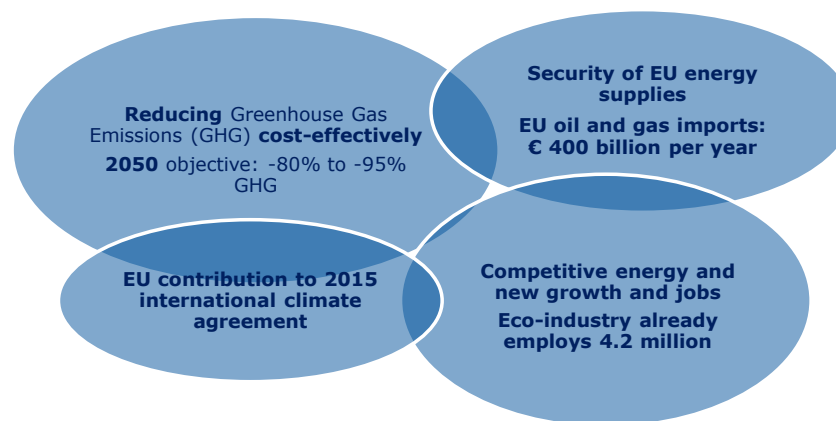 Reducing Greenhouse Gas
Emissions (GHG) cost-effectively
2050 objective: -80% to -95%
GHG
Security of EU energy
supplies
EU oil and gas imports:
€ 400 billion per year
EU contribution to 2015
international climate
agreement
Competitive energy and
new growth and jobs
Eco-industry already
employs 4.2 million